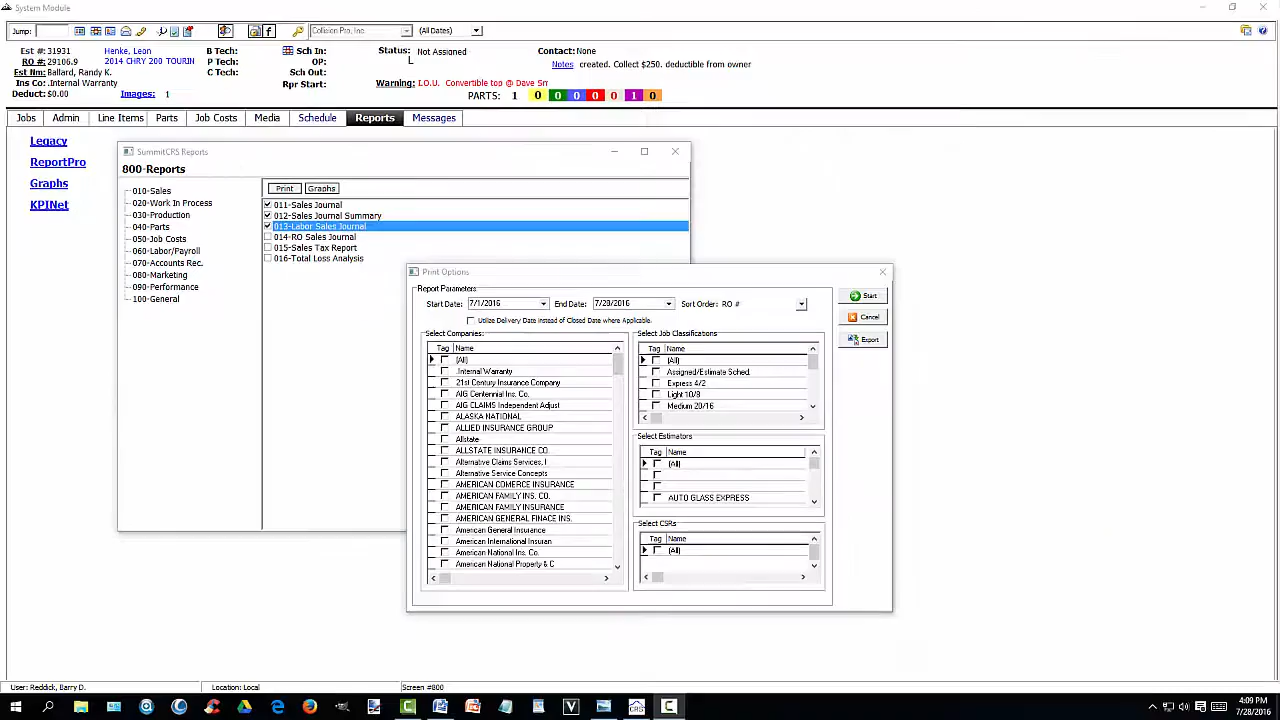 System Module
Jump:
Collision Pro, Inc.
(All Dates)
Est #: 31931
Henke, Leon
B Tech:
Sch In:
Status: Not Assigned
Contact: None
RO #: 29106.9
2014 CHRY 200 TOURIN
P Tech:
OP:
L
Notes created. Collect $250. deductible from owner
Est Nm: Ballard, Randy K.
C Tech:
Sch Out:
Ins Co: .Internal Warranty
Rpr Start:
Warning: I.O.U. Convertible top @ Dave Sm
Deduct: $0.00
Images: 1
PARTS: 1 0 0 0 0 0 1 0
Jobs Admin Line Items Parts Job Costs Media Schedule Reports Messages
Legacy
ReportPro
Graphs
KPINet
SummitCRS Reports
800-Reports
010-Sales
020-Work In Process
030-Production
040-Parts
050-Job Costs
060-Labor/Payroll
070-Accounts Rec.
080-Marketing
090-Performance
100-General
Print Graphs
011-Sales Journal
012-Sales Journal Summary
013-Labor Sales Journal
014-RO Sales Journal
015-Sales Tax Report
016-Total Loss Analysis
Print Options
Report Parameters
Start Date: 7/1/2016 End Date: 7/28/2016 Sort Order: RO #
Utilize Delivery Date instead of Closed Date where Applicable.
Start
Cancel
Export
Select Companies:
Tag Name
(All)
.Internal Warranty
21st Century Insurance Company
AIG Centennial Ins. Co.
AIG CLAIMS Independent Adjust
ALASKA NATIONAL
ALLIED INSURANCE GROUP
Allstate
ALLSTATE INSURANCE CO.
Alternative Claims Services, I
Alternative Service Concepts
AMERICAN COMERCE INSURANCE
AMERICAN FAMILY INS. CO.
AMERICAN FAMILY INSURANCE
AMERICAN GENERAL FINACE INS.
American General Insurance
American International Insuran
American National Ins. Co.
American National Property & C
Select Job Classifications
Tag Name
(All)
Assigned/Estimate Sched.
Express 4/2
Light 10/8
Medium 20/16
Select Estimators
Tag Name
(All)
AUTO GLASS EXPRESS
Select CSRs
Tag Name
(All)
User: Reddick, Barry D.
Location: Local
Screen #800
4:09 PM
7/28/2016